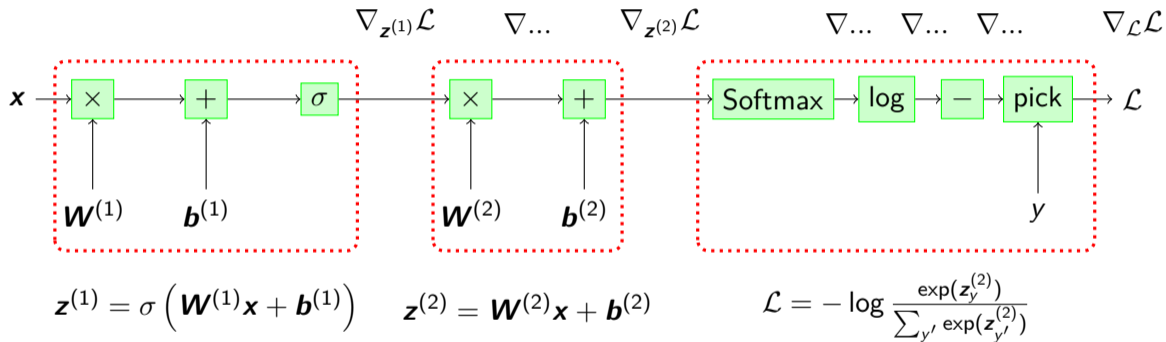 ∇_{z^{(1)}}ℒ ∇... ∇_{z^{(2)}}ℒ ∇... ∇... ∇... ∇_ℒℒ
x × + σ × + Softmax log − pick ℒ
W^{(1)} b^{(1)} W^{(2)} b^{(2)} y
z^{(1)} = σ(W^{(1)}x + b^{(1)}) z^{(2)} = W^{(2)}x + b^{(2)} ℒ = − log \frac{exp(z_y^{(2)})}{∑_{y′} exp(z_{y′}^{(2)})}